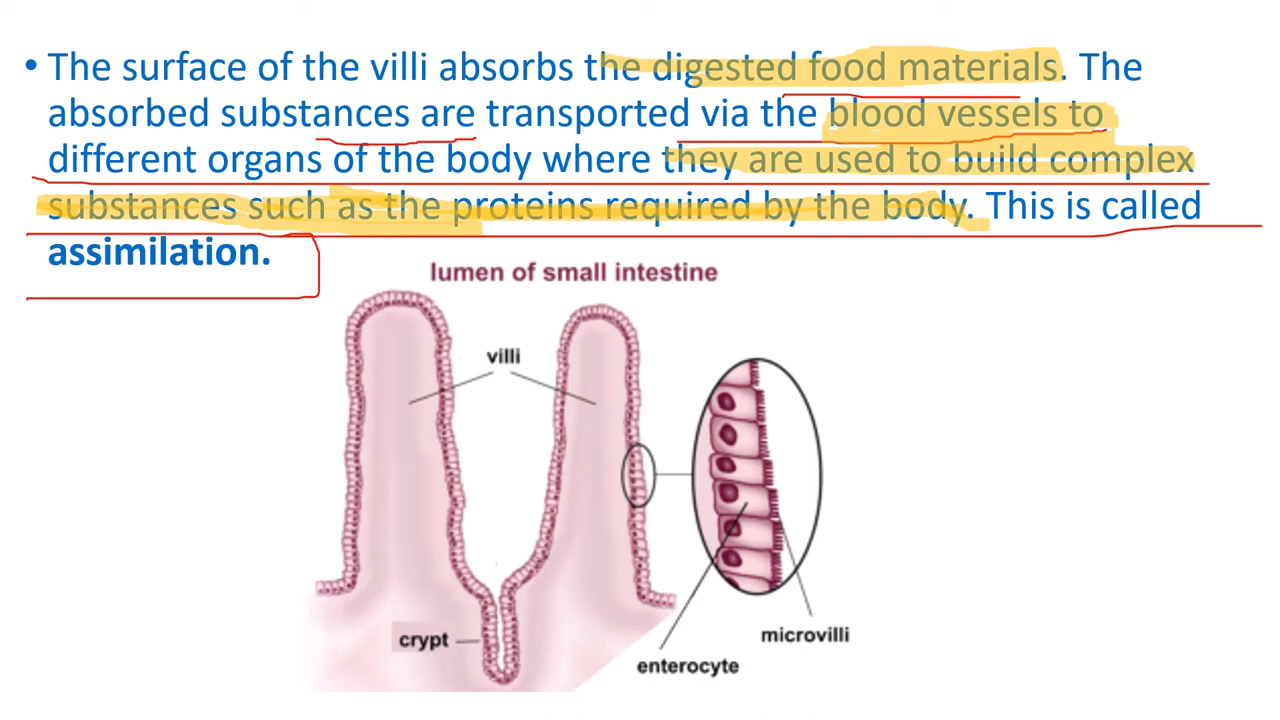 • The surface of the villi absorbs the digested food materials. The
absorbed substances are transported via the blood vessels to
different organs of the body where they are used to build complex
substances such as the proteins required by the body. This is called
assimilation.
lumen of small intestine
villi
crypt
microvilli
enterocyte